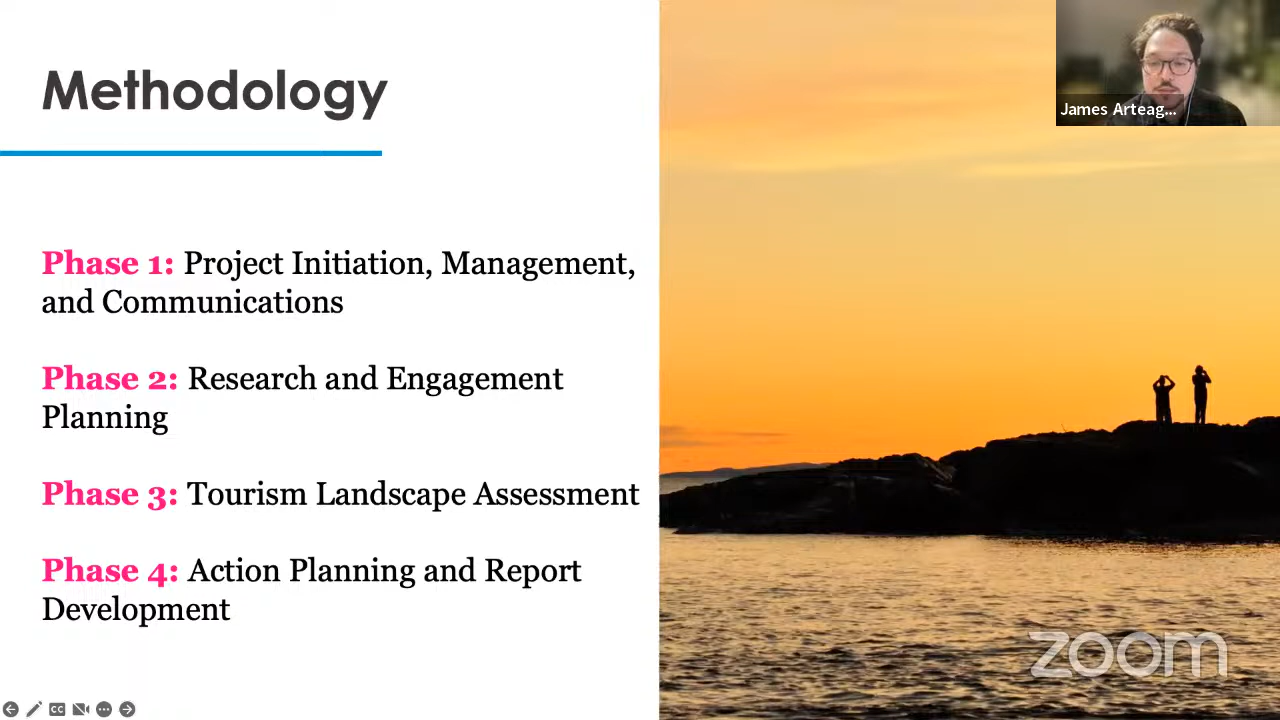 Methodology
Phase 1: Project Initiation, Management,
and Communications
Phase 2: Research and Engagement
Planning
Phase 3: Tourism Landscape Assessment
Phase 4: Action Planning and Report
Development
James Arteag...
zoom
CC